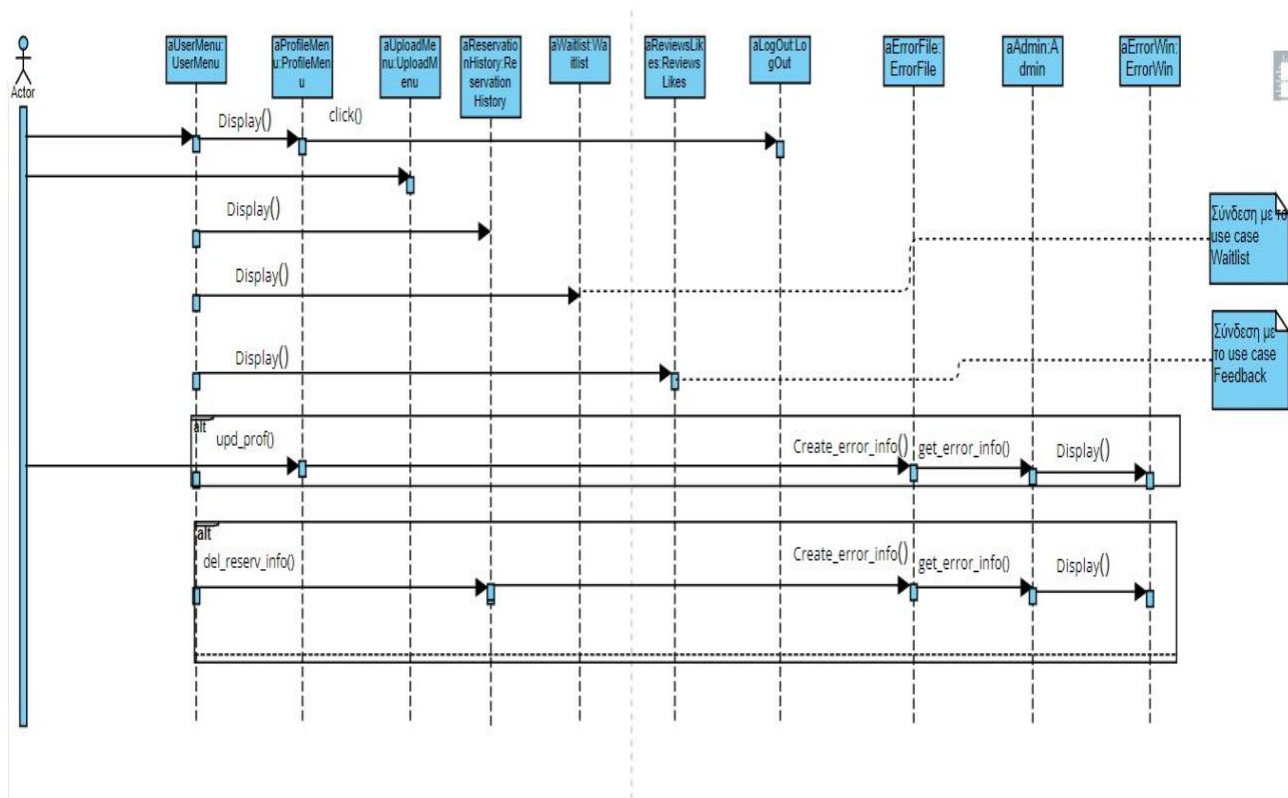 Actor
aUserMenu:
UserMenu
aProfileMen
u:ProfileMen
u
aUploadMe
nu:UploadM
enu
aReservatio
nHistory:Re
servation
History
aWaitlist:Wa
itlist
aReviewsLik
es:Reviews
Likes
aLogOut:Lo
gOut
aErrorFile:
ErrorFile
aAdmin:A
dmin
aErrorWin:
ErrorWin
Display()
click()
Display()
Σύνδεση με το
use case
Waitlist
Display()
Display()
Σύνδεση με
το use case
Feedback
alt
upd_prof()
Create_error_info()
get_error_info()
Display()
alt
del_reserv_info()
Create_error_info()
get_error_info()
Display()